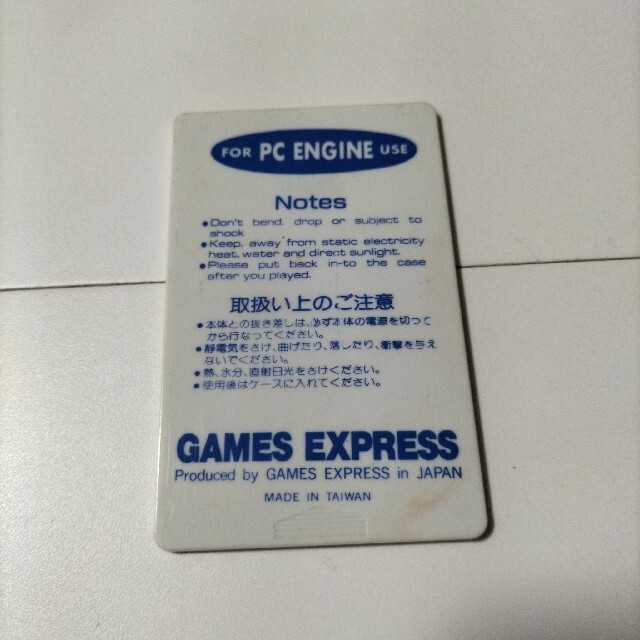 FOR PC ENGINE USE
Notes
●Don't bend, drop or subject to
shock
●Keep away from static electricity
heat, water and direct sunlight.
●Please put back in-to the case
after you played.
取扱い上のご注意
●本体との抜き差しは、必ず本体の電源を切って
から行なってください。
●静電気をさけ、曲げたり、落したり、衝撃を与え
ないでください。
●熱、水分、直射日光をさけてください。
●使用後はケースに入れてください。
GAMES EXPRESS
Produced by GAMES EXPRESS in JAPAN
MADE IN TAIWAN